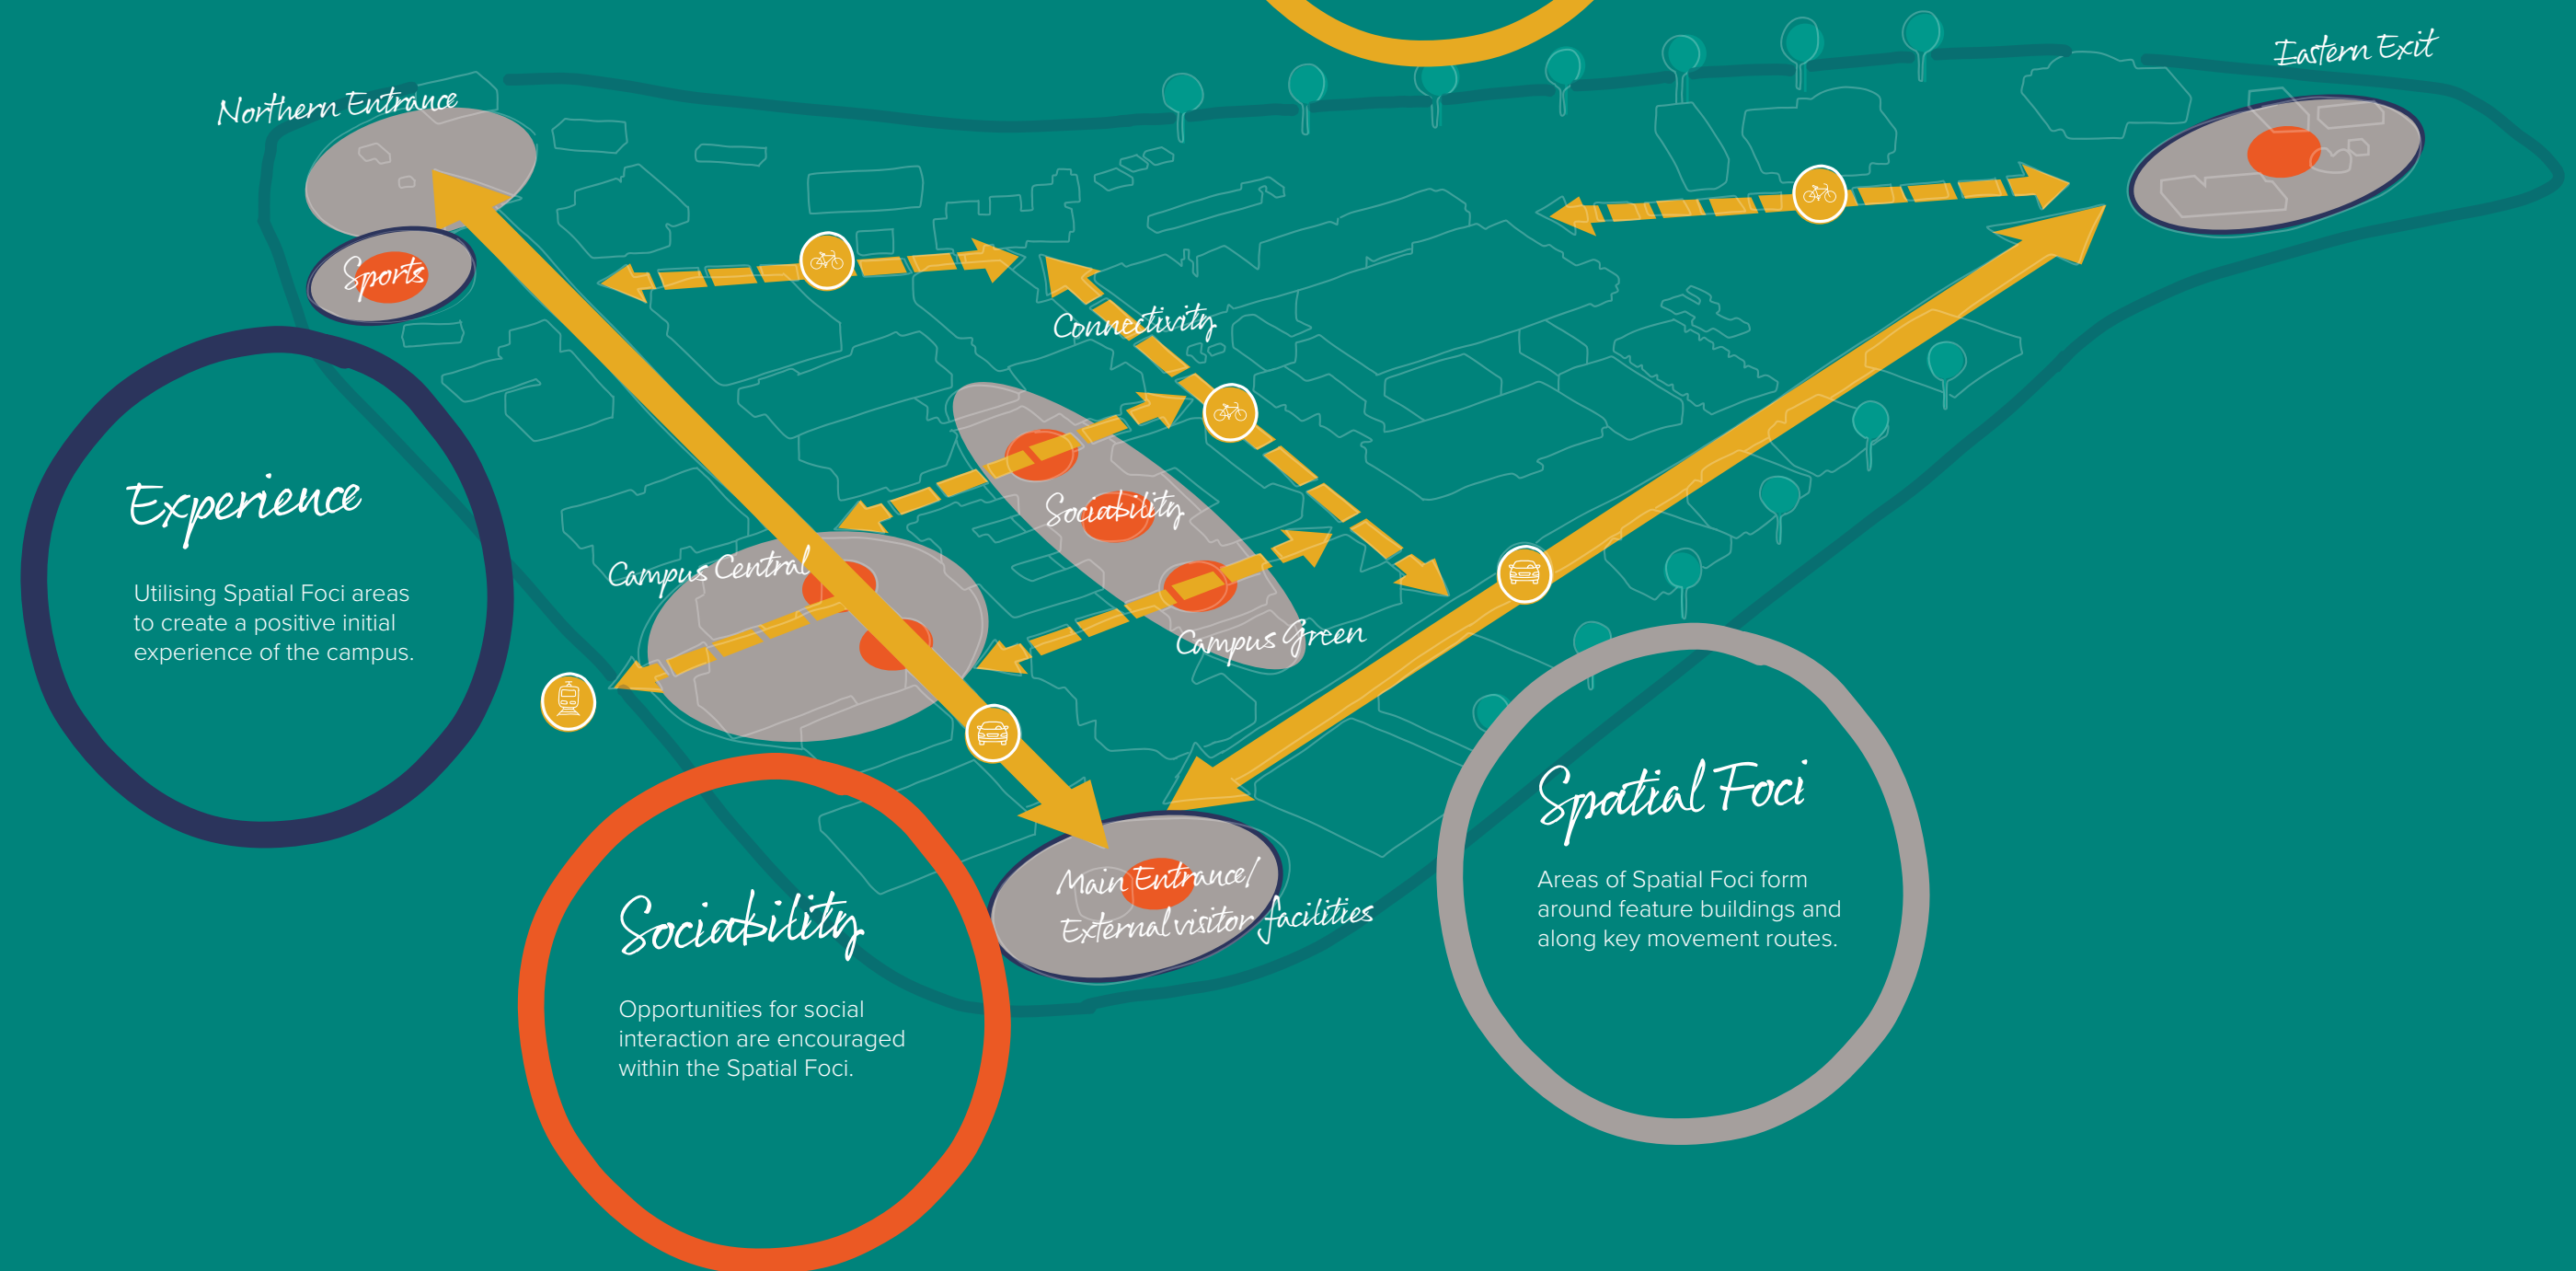 Eastern Exit
Northern Entrance
Sports
Connectivity
Sociability
Campus Central
Campus Green
Main Entrance/
External visitor facilities
Experience
Utilising Spatial Foci areas
to create a positive initial
experience of the campus.
Sociability
Opportunities for social
interaction are encouraged
within the Spatial Foci.
Spatial Foci
Areas of Spatial Foci form
around feature buildings and
along key movement routes.